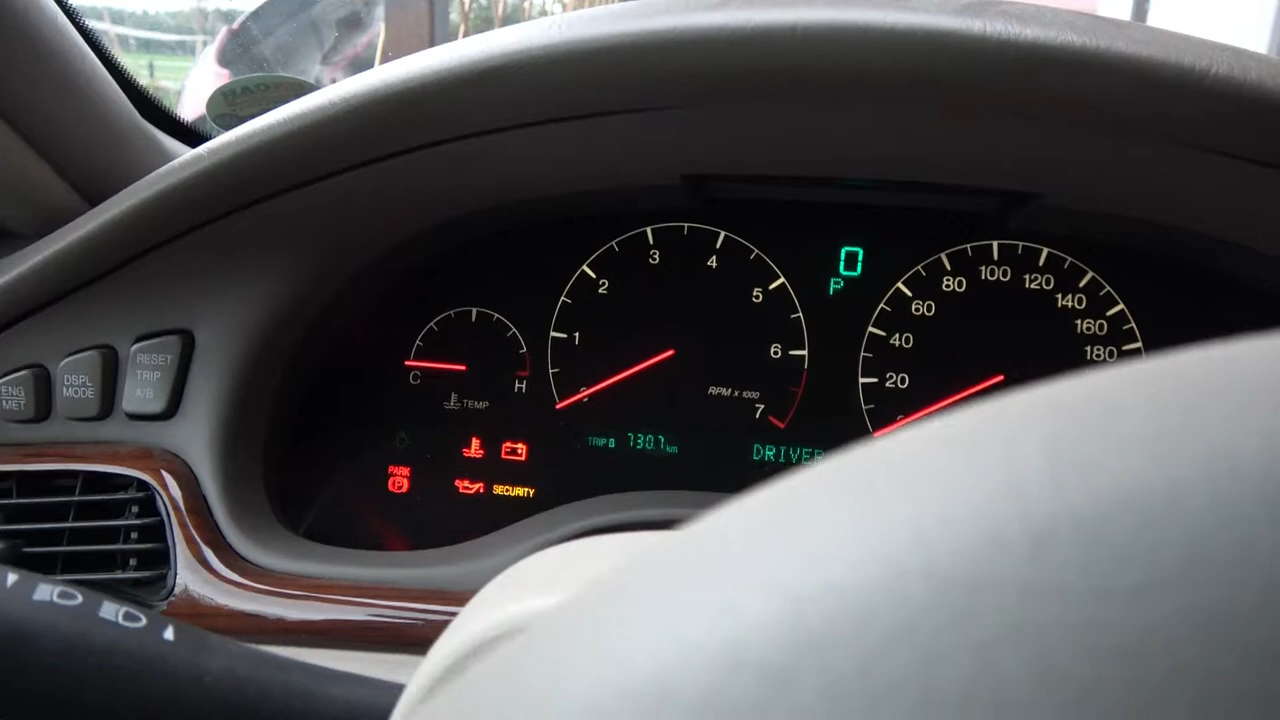 ENG
MET
DSPL
MODE
RESET
TRIP
A/B
C
H
TEMP
1
2
3
4
5
6
7
RPM x 1000
0
P
20
40
60
80
100
120
140
160
180
TRIP B 730.7 km
DRIVER
PARK
P
SECURITY